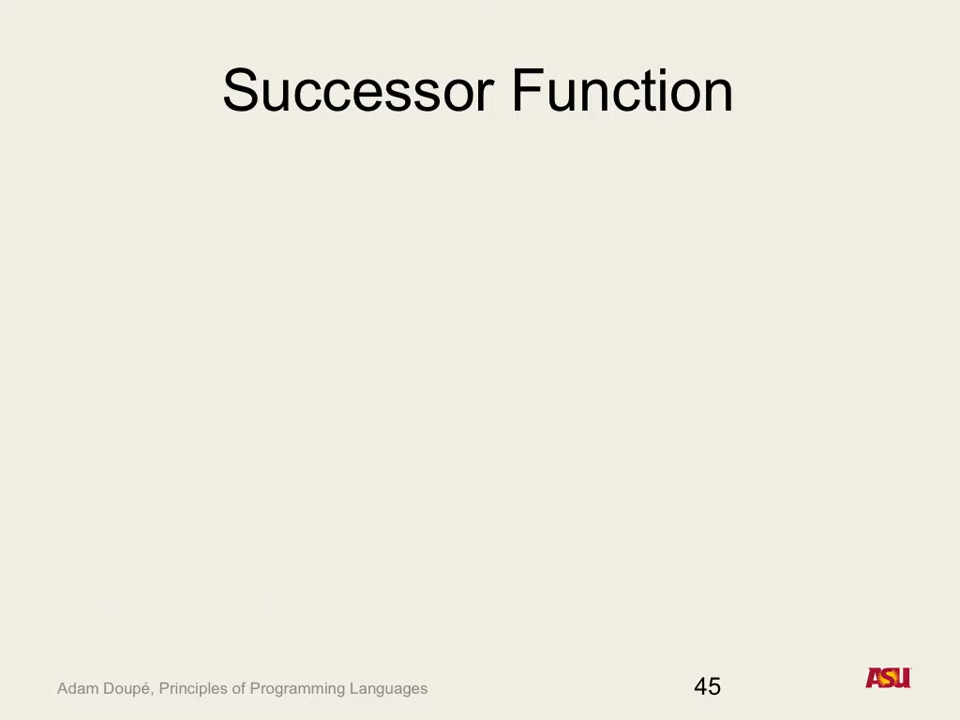 Successor Function
Adam Doupé, Principles of Programming Languages
45
ASU